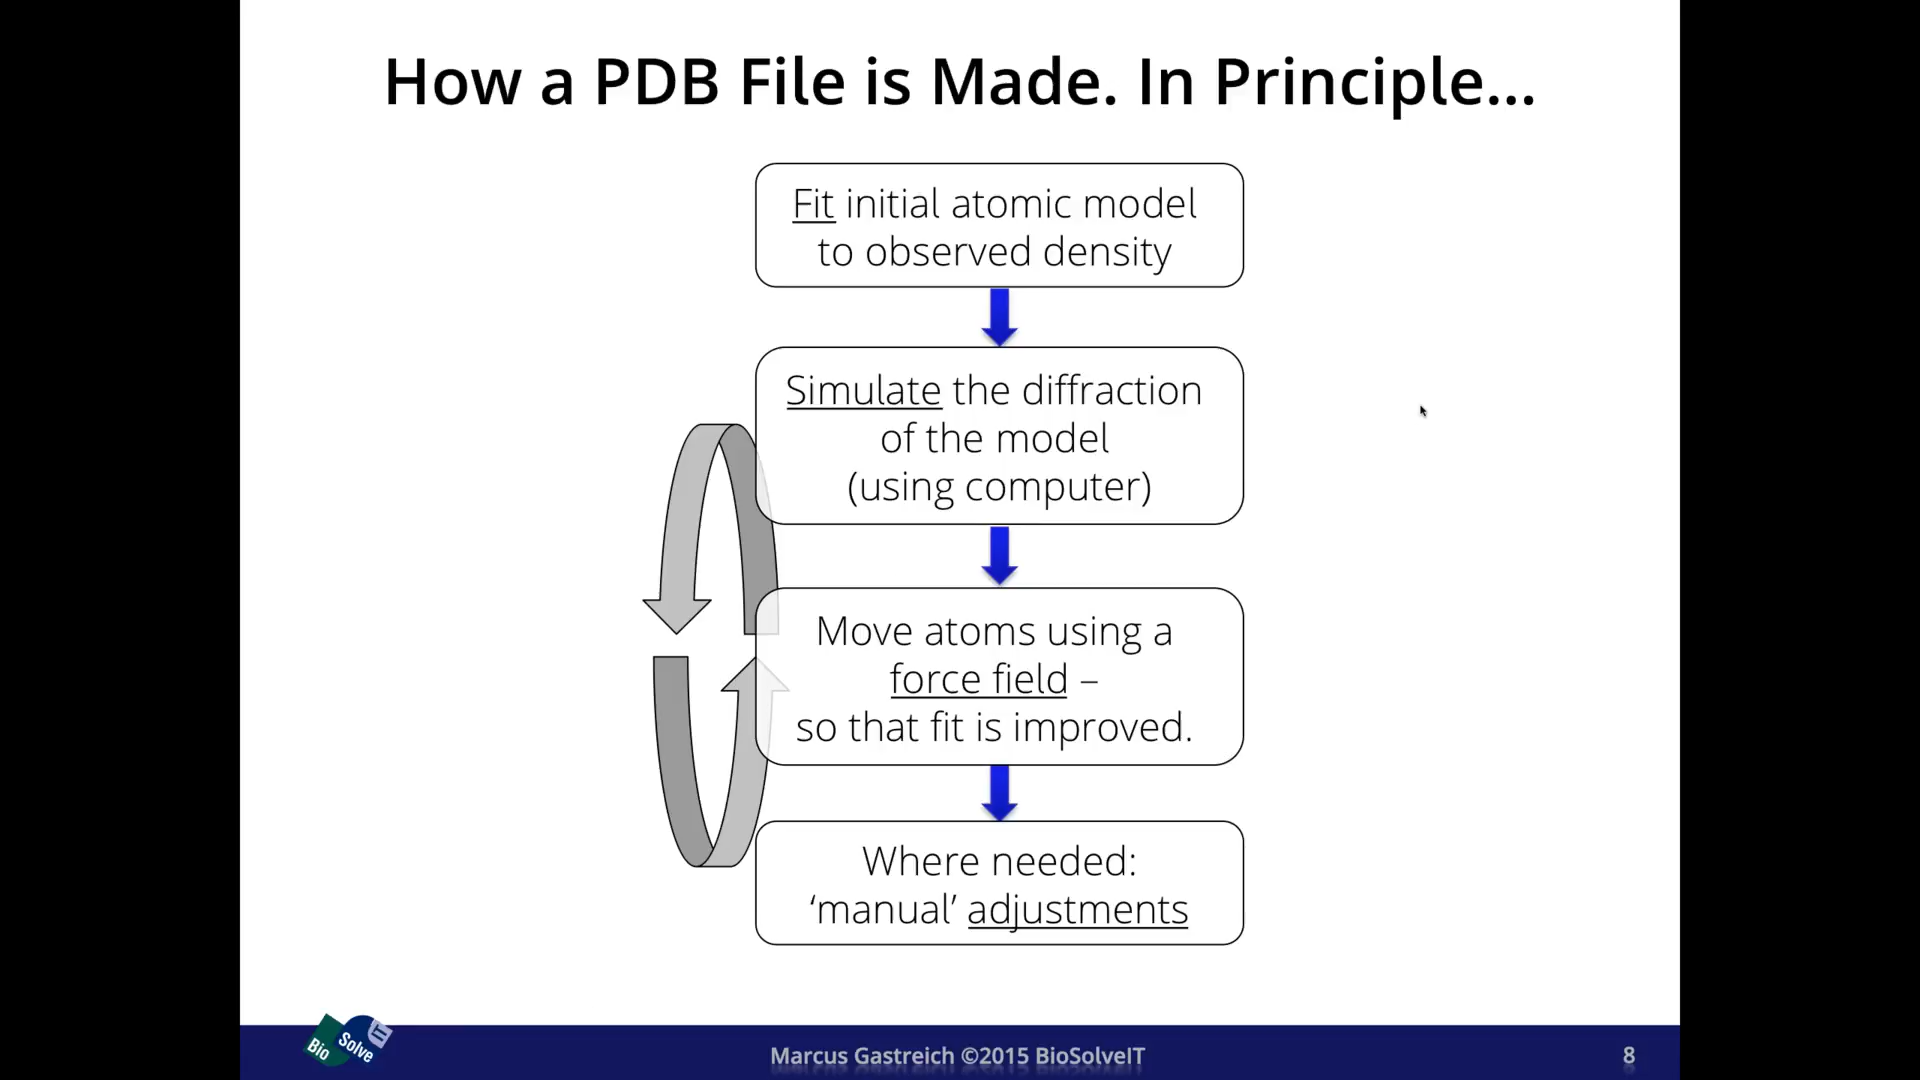 How a PDB File is Made. In Principle...
Fit initial atomic model
to observed density
Simulate the diffraction
of the model
(using computer)
Move atoms using a
force field –
so that fit is improved.
Where needed:
‘manual’ adjustments
Bio Solve IT
Marcus Gastreich ©2015 BioSolveIT
8